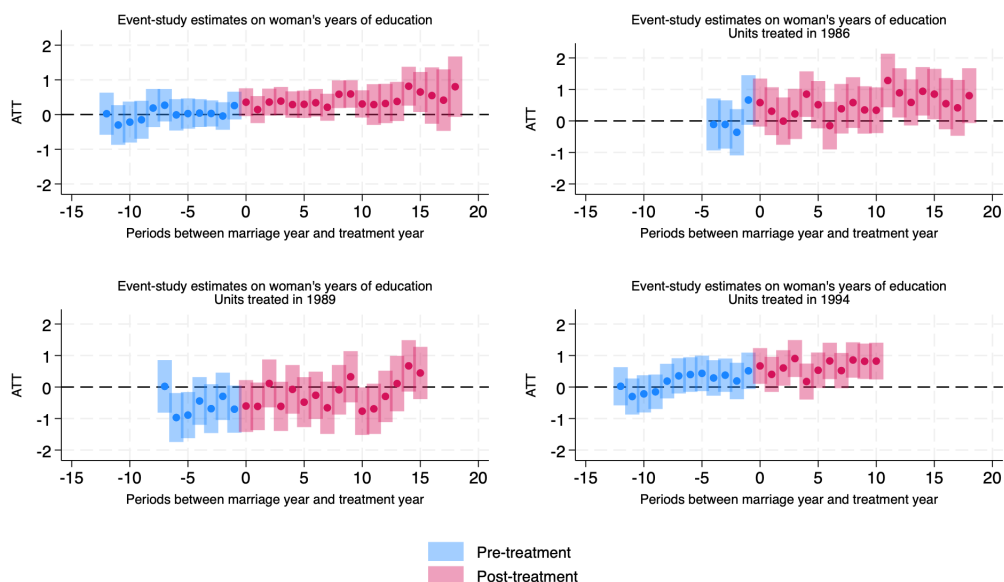 Event-study estimates on woman's years of education
ATT
2
1
0
-1
-2
-15 -10 -5 0 5 10 15 20
Periods between marriage year and treatment year
Event-study estimates on woman's years of education
Units treated in 1986
ATT
2
1
0
-1
-2
-15 -10 -5 0 5 10 15 20
Periods between marriage year and treatment year
Event-study estimates on woman's years of education
Units treated in 1989
ATT
2
1
0
-1
-2
-15 -10 -5 0 5 10 15 20
Periods between marriage year and treatment year
Event-study estimates on woman's years of education
Units treated in 1994
ATT
2
1
0
-1
-2
-15 -10 -5 0 5 10 15 20
Periods between marriage year and treatment year
Pre-treatment
Post-treatment